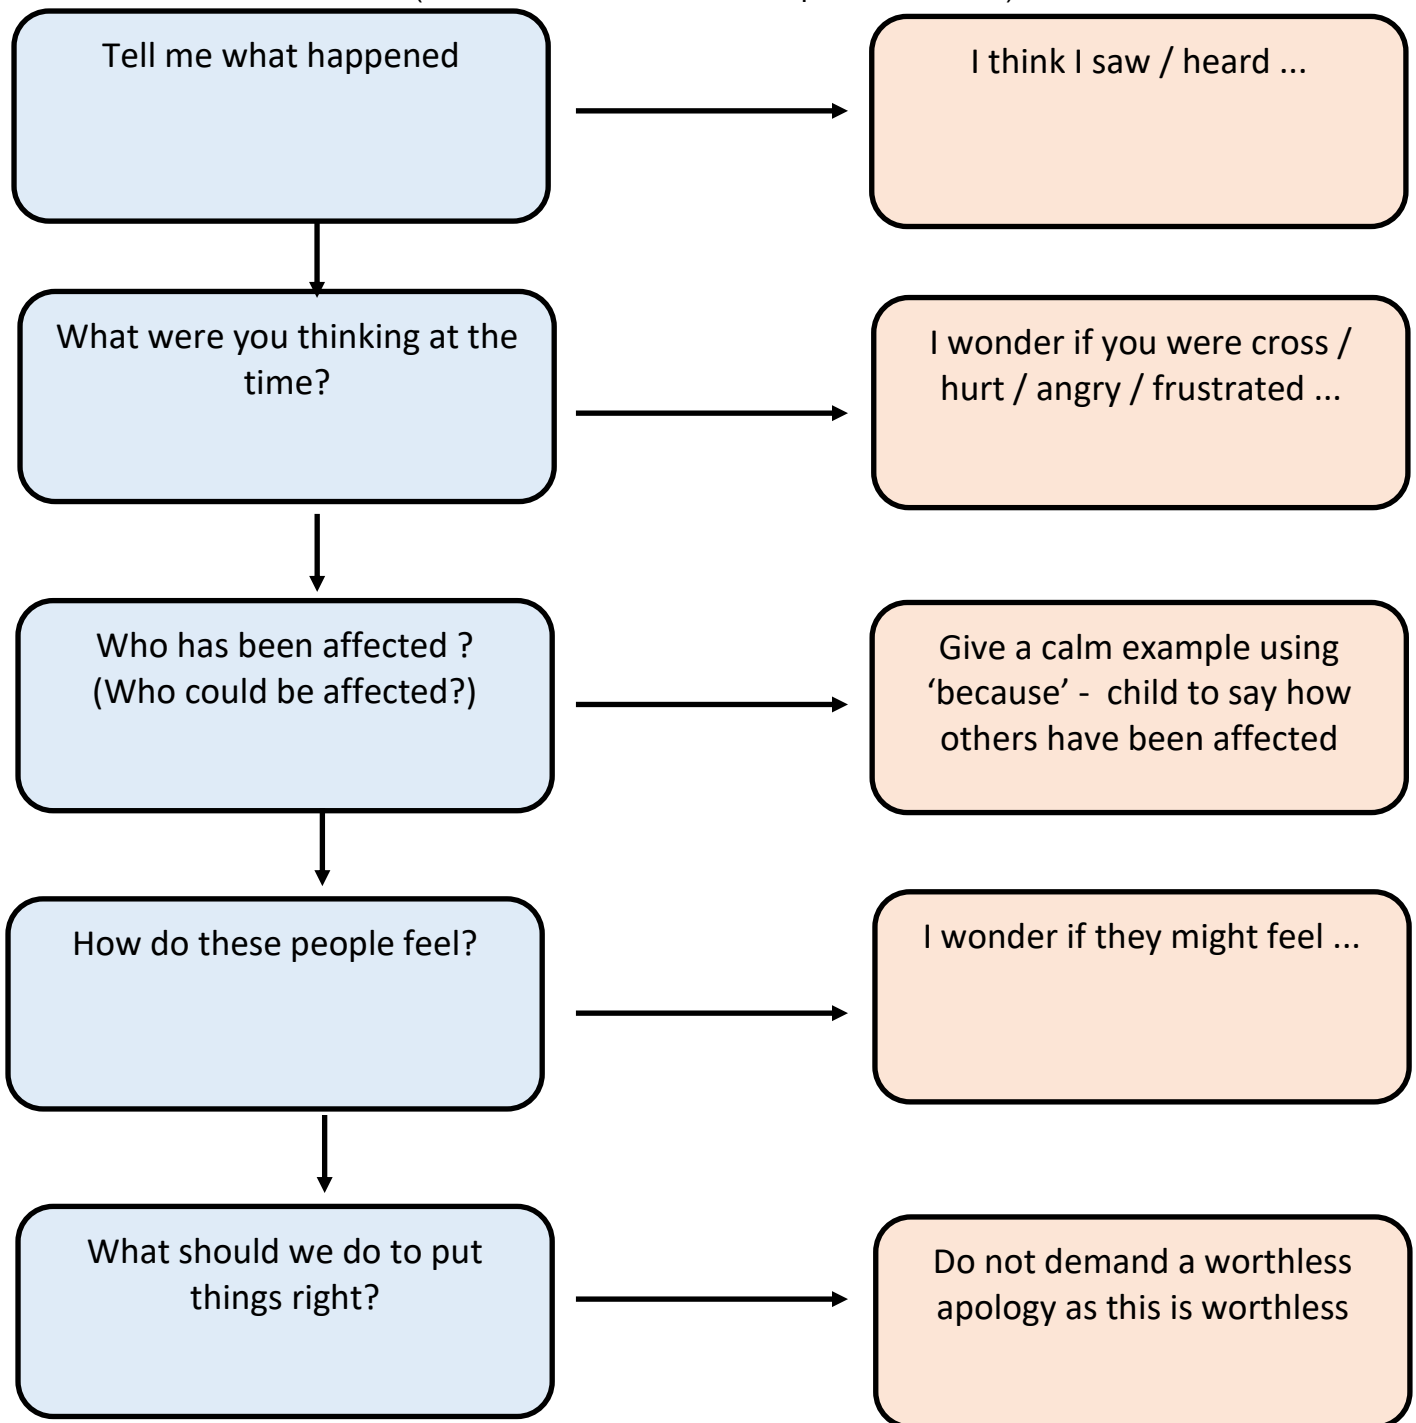 Tell me what happened
I think I saw / heard ...
What were you thinking at the
time?
I wonder if you were cross /
hurt / angry / frustrated ...
Who has been affected ?
(Who could be affected?)
Give a calm example using
‘because’ -  child to say how
others have been affected
How do these people feel?
I wonder if they might feel ...
What should we do to put
things right?
Do not demand a worthless
apology as this is worthless